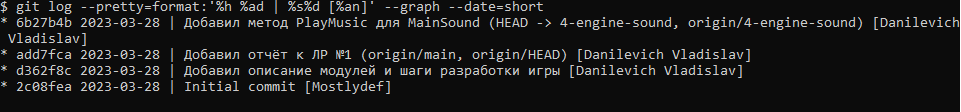 $ git log --pretty=format:'%h %ad | %s%d [%an]' --graph --date=short
* 6b27b4b 2023-03-28 | Добавил метод PlayMusic для MainSound (HEAD -> 4-engine-sound, origin/4-engine-sound) [Danilevich
 Vladislav]
* add7fca 2023-03-28 | Добавил отчёт к ЛР №1 (origin/main, origin/HEAD) [Danilevich Vladislav]
* d362f8c 2023-03-28 | Добавил описание модулей и шаги разработки игры [Danilevich Vladislav]
* 2c08fea 2023-03-28 | Initial commit [Mostlydef]